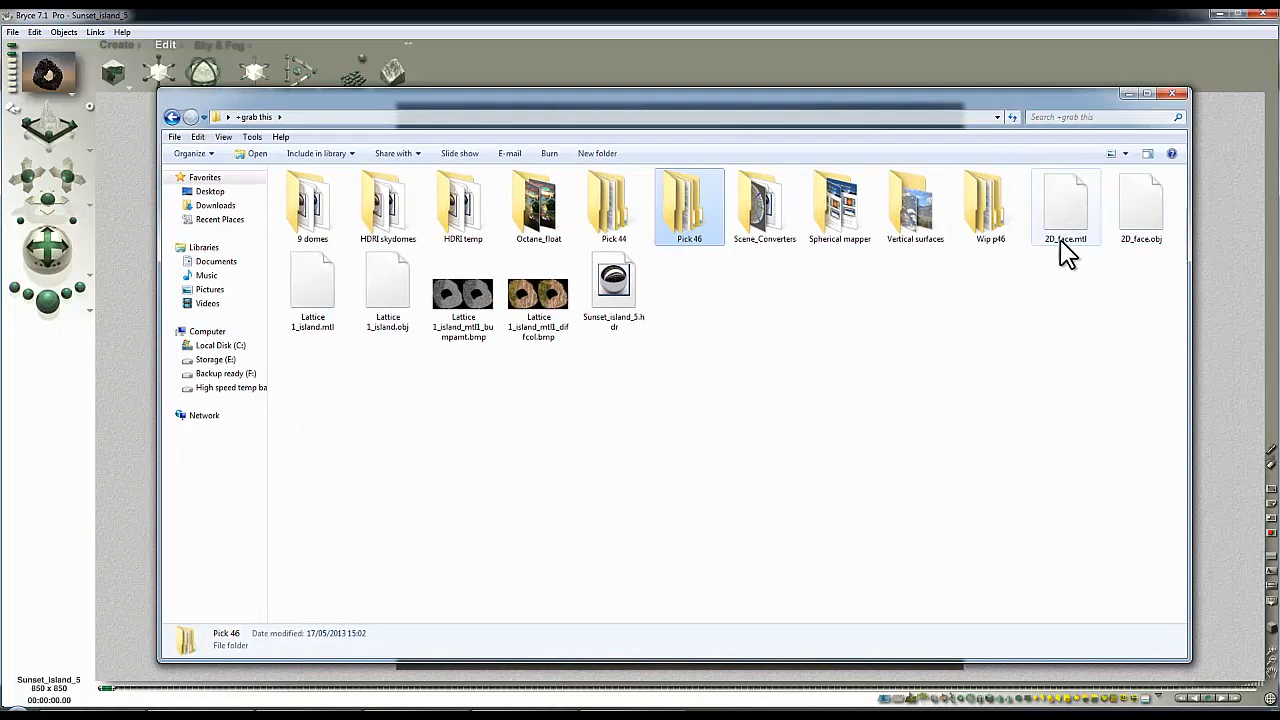 Bryce 7.1 Pro - Sunset_island_5
File Edit Objects Links Help
Create Edit Sky & Fog
+grab this
Search +grab this
File Edit View Tools Help
Organize Open Include in library Share with Slide show E-mail Burn New folder
Favorites
Desktop
Downloads
Recent Places
Libraries
Documents
Music
Pictures
Videos
Computer
Local Disk (C:)
Storage (E:)
Backup ready (F:)
High speed temp ba
Network
9 domes HDRI skydomes HDRI temp Octane_float Pick 44 Pick 46 Scene_Converters Spherical mapper Vertical surfaces Wip p46 2D_face.mtl 2D_face.obj
Lattice Lattice Lattice Lattice Sunset_island_5.h
1_island.mtl 1_island.obj 1_island_mtl1_bu 1_island_mtl1_dif dr
mpamt.bmp fcol.bmp
Pick 46 Date modified: 17/05/2013 15:02
File folder
Sunset_island_5
850 x 850
00:00:00.00